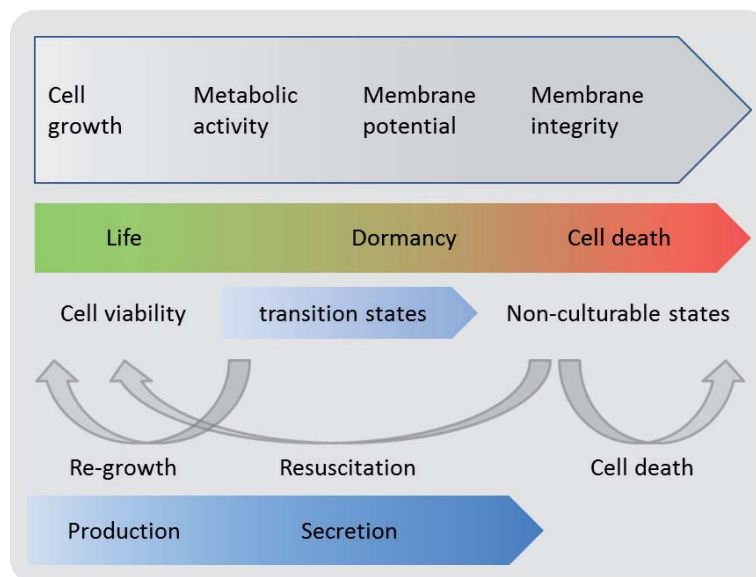 Cell Metabolic Membrane Membrane
growth activity potential integrity
Life Dormancy Cell death
Cell viability transition states Non-culturable states
Re-growth Resuscitation Cell death
Production Secretion